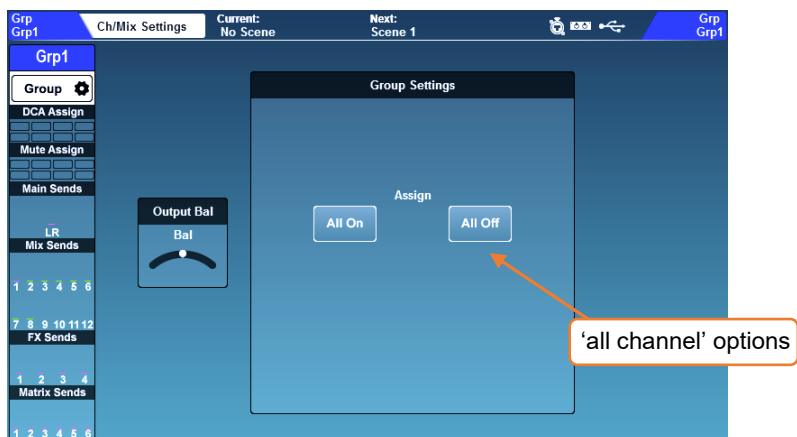 Grp
Grp1
Ch/Mix Settings
Current:
No Scene
Next:
Scene 1
Grp
Grp1
Grp1
Group
DCA Assign
Mute Assign
Main Sends
LR
Mix Sends
1 2 3 4 5 6
7 8 9 10 11 12
FX Sends
1 2 3 4
Matrix Sends
1 2 3 4 5 6
Output Bal
Bal
Group Settings
Assign
All On
All Off
‘all channel’ options